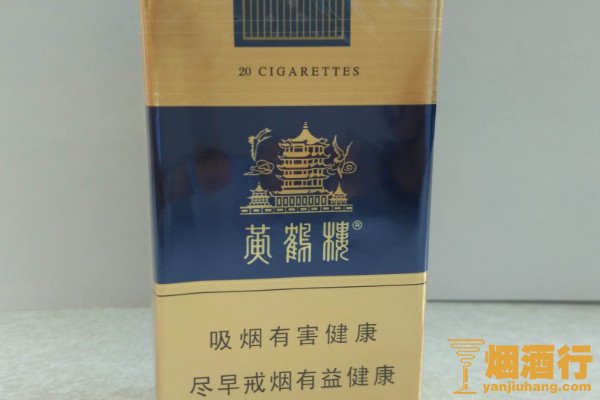 20 CIGARETTES
黄鹤楼®
吸烟有害健康
尽早戒烟有益健康
烟酒行
yanjiuhang.com